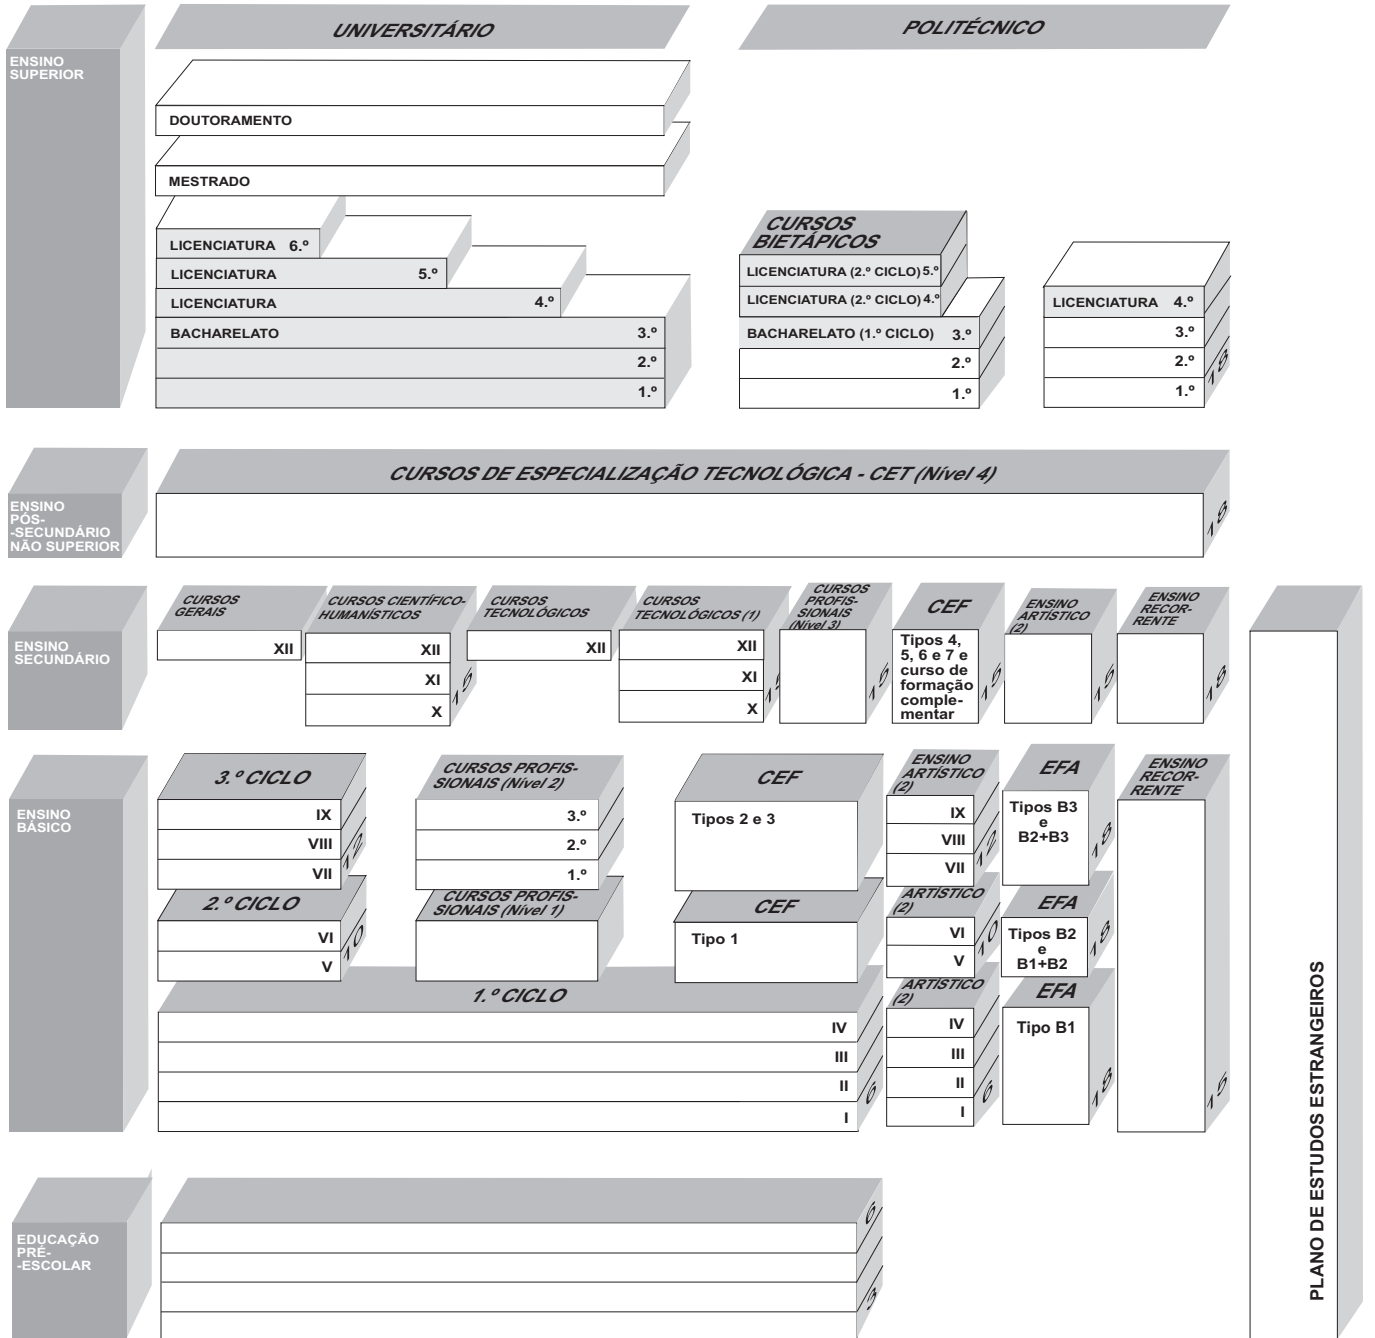 UNIVERSITÁRIO
POLITÉCNICO
ENSINO
SUPERIOR
DOUTORAMENTO
MESTRADO
LICENCIATURA 6.º
LICENCIATURA 5.º
LICENCIATURA 4.º
BACHARELATO 3.º
2.º
1.º
CURSOS
BIETÁPICOS
LICENCIATURA (2.º CICLO) 5.º
LICENCIATURA (2.º CICLO) 4.º
BACHARELATO (1.º CICLO) 3.º
2.º
1.º
LICENCIATURA 4.º
3.º
2.º
1.º
18
ENSINO
PÓS-
-SECUNDÁRIO
NÃO SUPERIOR
CURSOS DE ESPECIALIZAÇÃO TECNOLÓGICA - CET (Nível 4)
18
ENSINO
SECUNDÁRIO
CURSOS
GERAIS
XII
CURSOS CIENTÍFICO-
HUMANÍSTICOS
XII
XI
X
15
CURSOS
TECNOLÓGICOS
XII
CURSOS
TECNOLÓGICOS (1)
XII
XI
X
15
CURSOS
PROFIS-
SIONAIS
(Nível 3)
15
CEF
Tipos 4,
5, 6 e 7 e
curso de
formação
comple-
mentar
15
ENSINO
ARTÍSTICO
(2)
15
ENSINO
RECOR-
RENTE
18
ENSINO
BÁSICO
3.º CICLO
IX
VIII
VII
12
CURSOS PROFIS-
SIONAIS (Nível 2)
3.º
2.º
1.º
CEF
Tipos 2 e 3
ENSINO
ARTÍSTICO
(2)
IX
VIII
VII
12
EFA
Tipos B3
e
B2+B3
18
ENSINO
RECOR-
RENTE
15
2.º CICLO
VI
V
10
CURSOS PROFIS-
SIONAIS (Nível 1)
CEF
Tipo 1
ARTÍSTICO
(2)
VI
V
10
EFA
Tipos B2
e
B1+B2
18
1.º CICLO
IV
III
II
I
6
ARTÍSTICO
(2)
IV
III
II
I
6
EFA
Tipo B1
18
EDUCAÇÃO
PRÉ-
-ESCOLAR
6
3
PLANO DE ESTUDOS ESTRANGEIROS